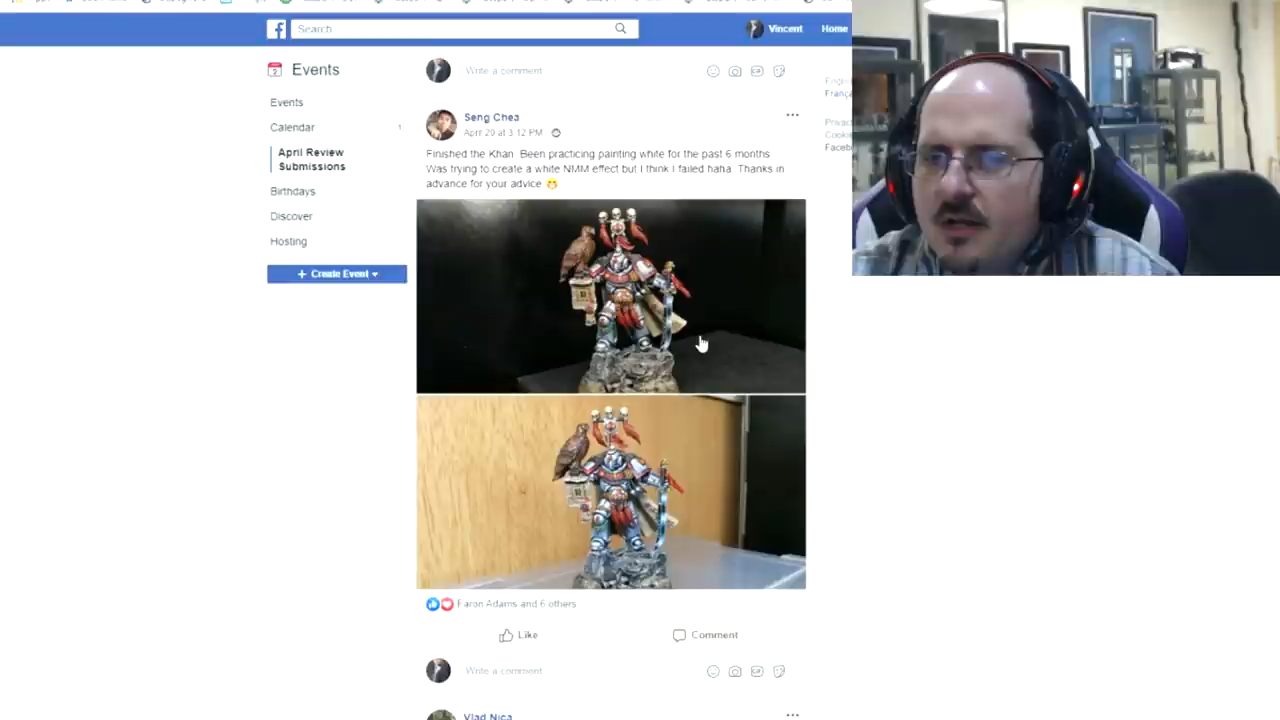 Search
Vincent
Home
Events
Write a comment
Events
Calendar
1
April Review
Submissions
Birthdays
Discover
Hosting
+ Create Event
Seng Chea
April 29 at 3:12 PM
Finished the Khan Been practicing painting white for the past 6 months
Was trying to create a white NMM effect but I think I failed haha Thanks in
advance for your advice
Faron Adams and 6 others
Like
Comment
Write a comment
Vlad Nica